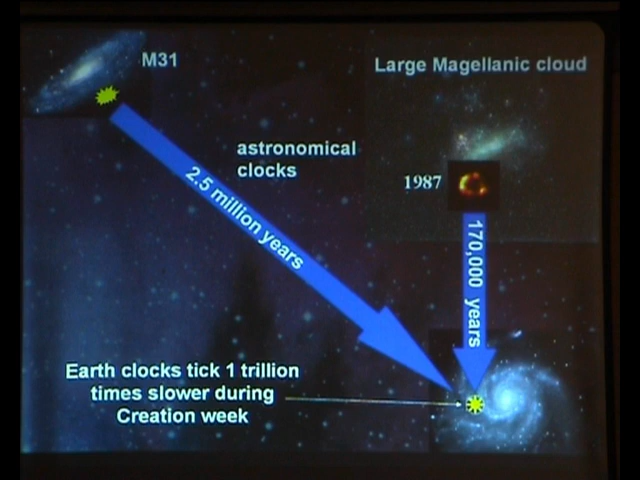 M31
Large Magellanic cloud
astronomical
clocks
1987
2.5 million years
170,000 years
Earth clocks tick 1 trillion
times slower during
Creation week